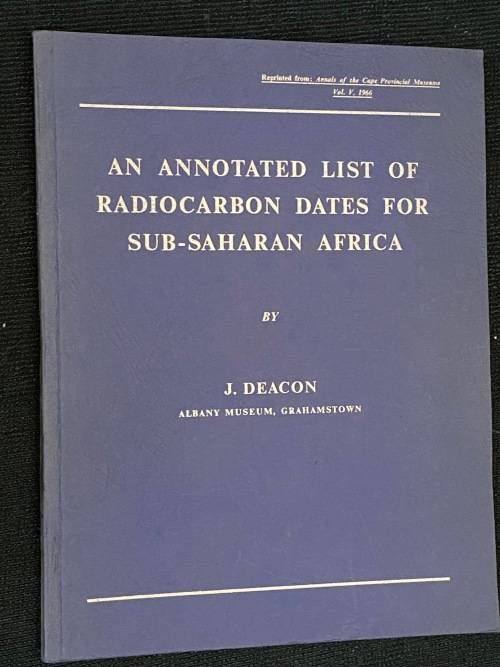 Reprinted from: Annals of the Cape Provincial Museums
Vol. V, 1966
AN ANNOTATED LIST OF
RADIOCARBON DATES FOR
SUB-SAHARAN AFRICA
BY
J. DEACON
ALBANY MUSEUM, GRAHAMSTOWN